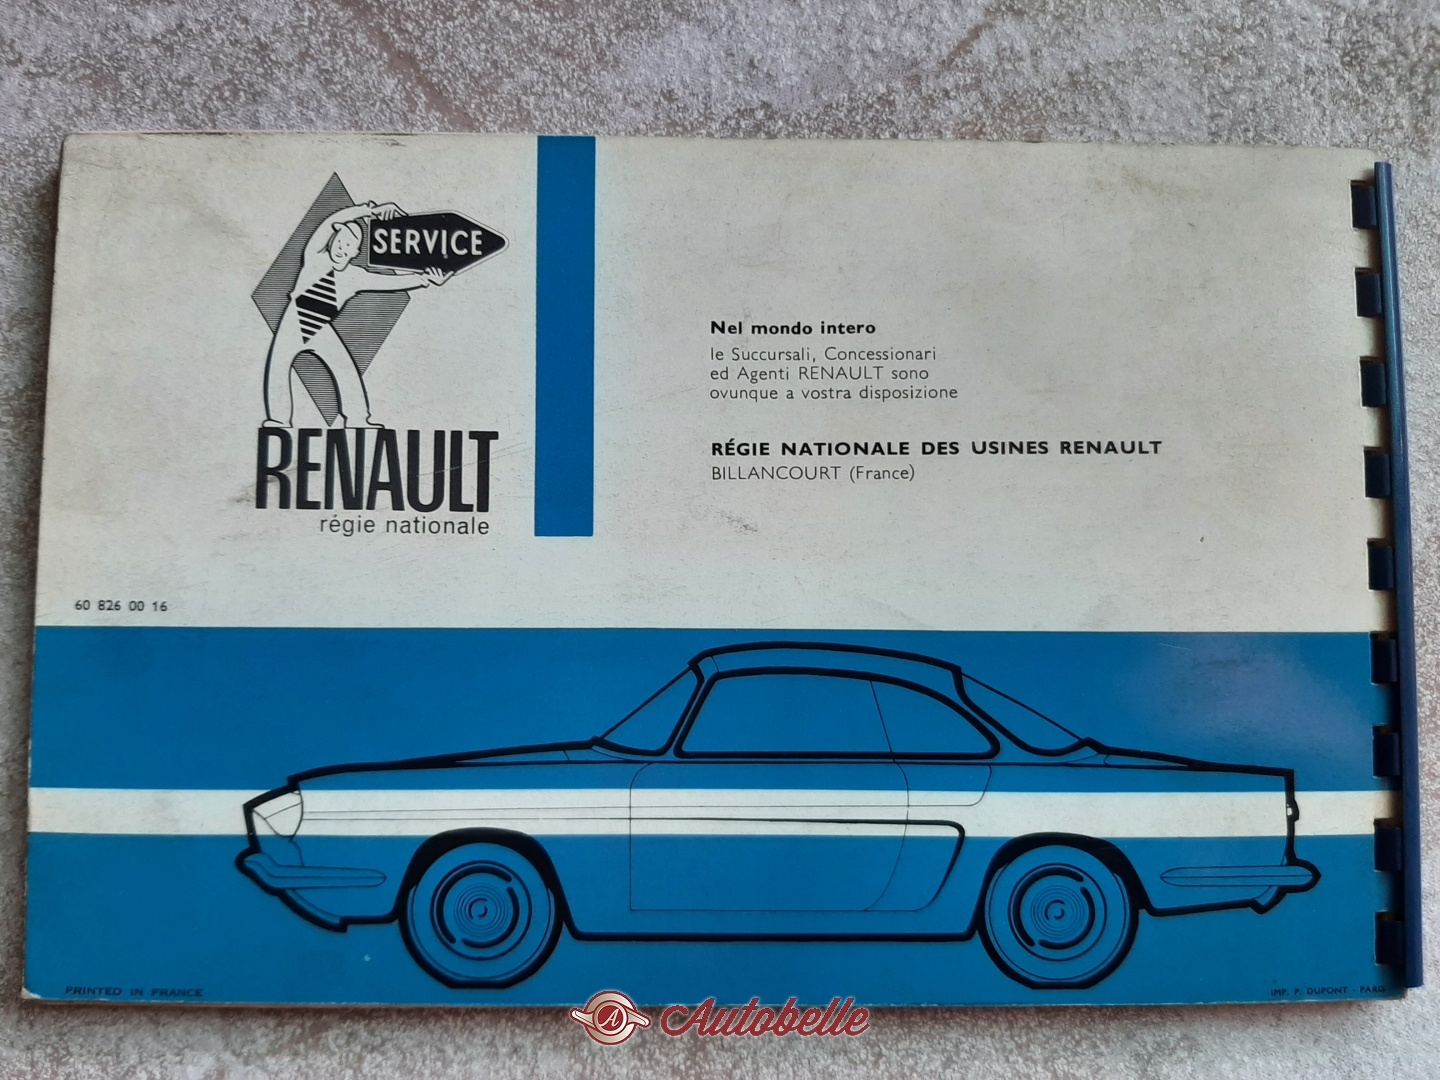 SERVICE
RENAULT
régie nationale
Nel mondo intero
le Succursali, Concessionari
ed Agenti RENAULT sono
ovunque a vostra disposizione
RÉGIE NATIONALE DES USINES RENAULT
BILLANCOURT (France)
60 826 00 16
PRINTED IN FRANCE
IMP. P. DUPONT - PARIS
A Autobelle